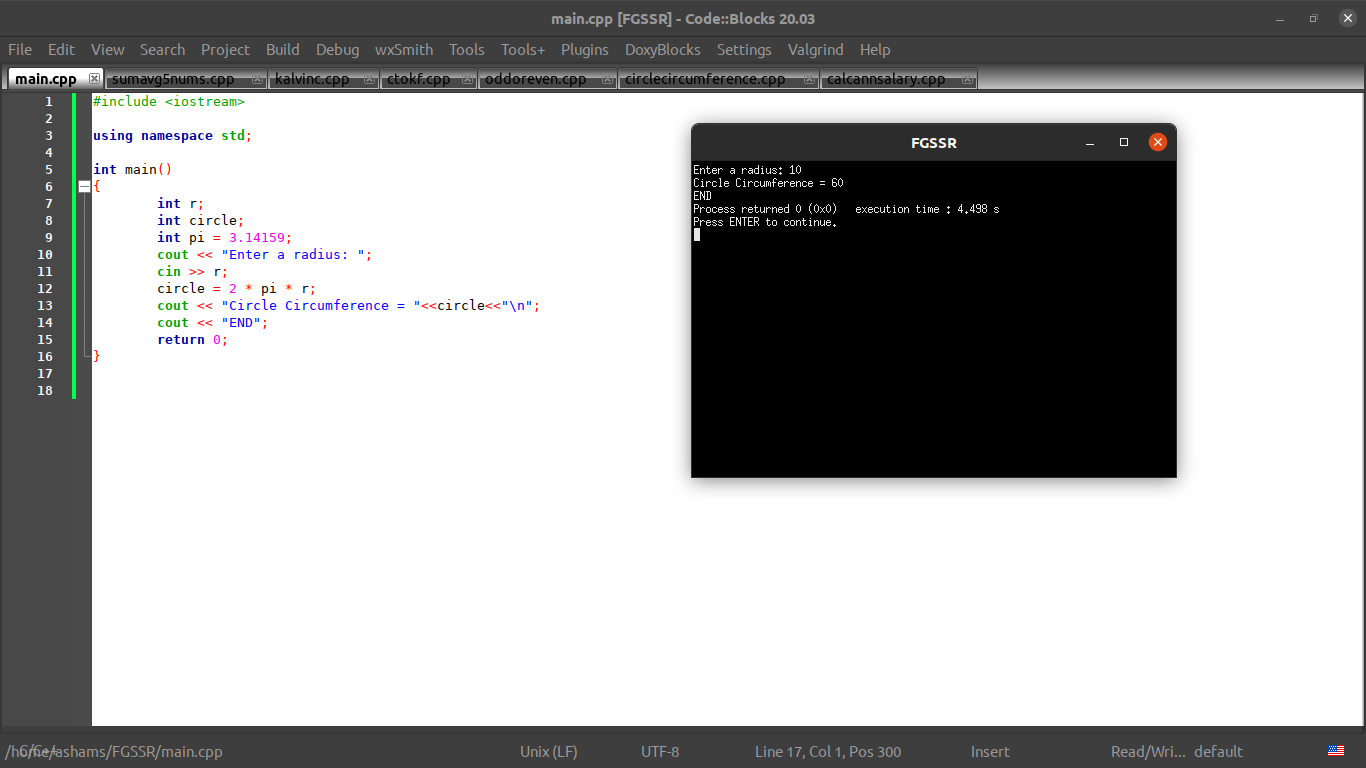 main.cpp [FGSSR] - Code::Blocks 20.03
File Edit View Search Project Build Debug wxSmith Tools Tools+ Plugins DoxyBlocks Settings Valgrind Help
main.cpp sumavg5nums.cpp kalvinc.cpp ctokf.cpp oddoreven.cpp circlecircumference.cpp calcannsalary.cpp
1 #include <iostream>
2
3 using namespace std;
4
5 int main()
6 {
7 int r;
8 int circle;
9 int pi = 3.14159;
10 cout << "Enter a radius: ";
11 cin >> r;
12 circle = 2 * pi * r;
13 cout << "Circle Circumference = "<<circle<<"\n";
14 cout << "END";
15 return 0;
16 }
17
18
FGSSR
Enter a radius: 10
Circle Circumference = 60
END
Process returned 0 (0x0)   execution time : 4.498 s
Press ENTER to continue.
/home/ashams/FGSSR/main.cpp C/C++ Unix (LF) UTF-8 Line 17, Col 1, Pos 300 Insert Read/Wri... default